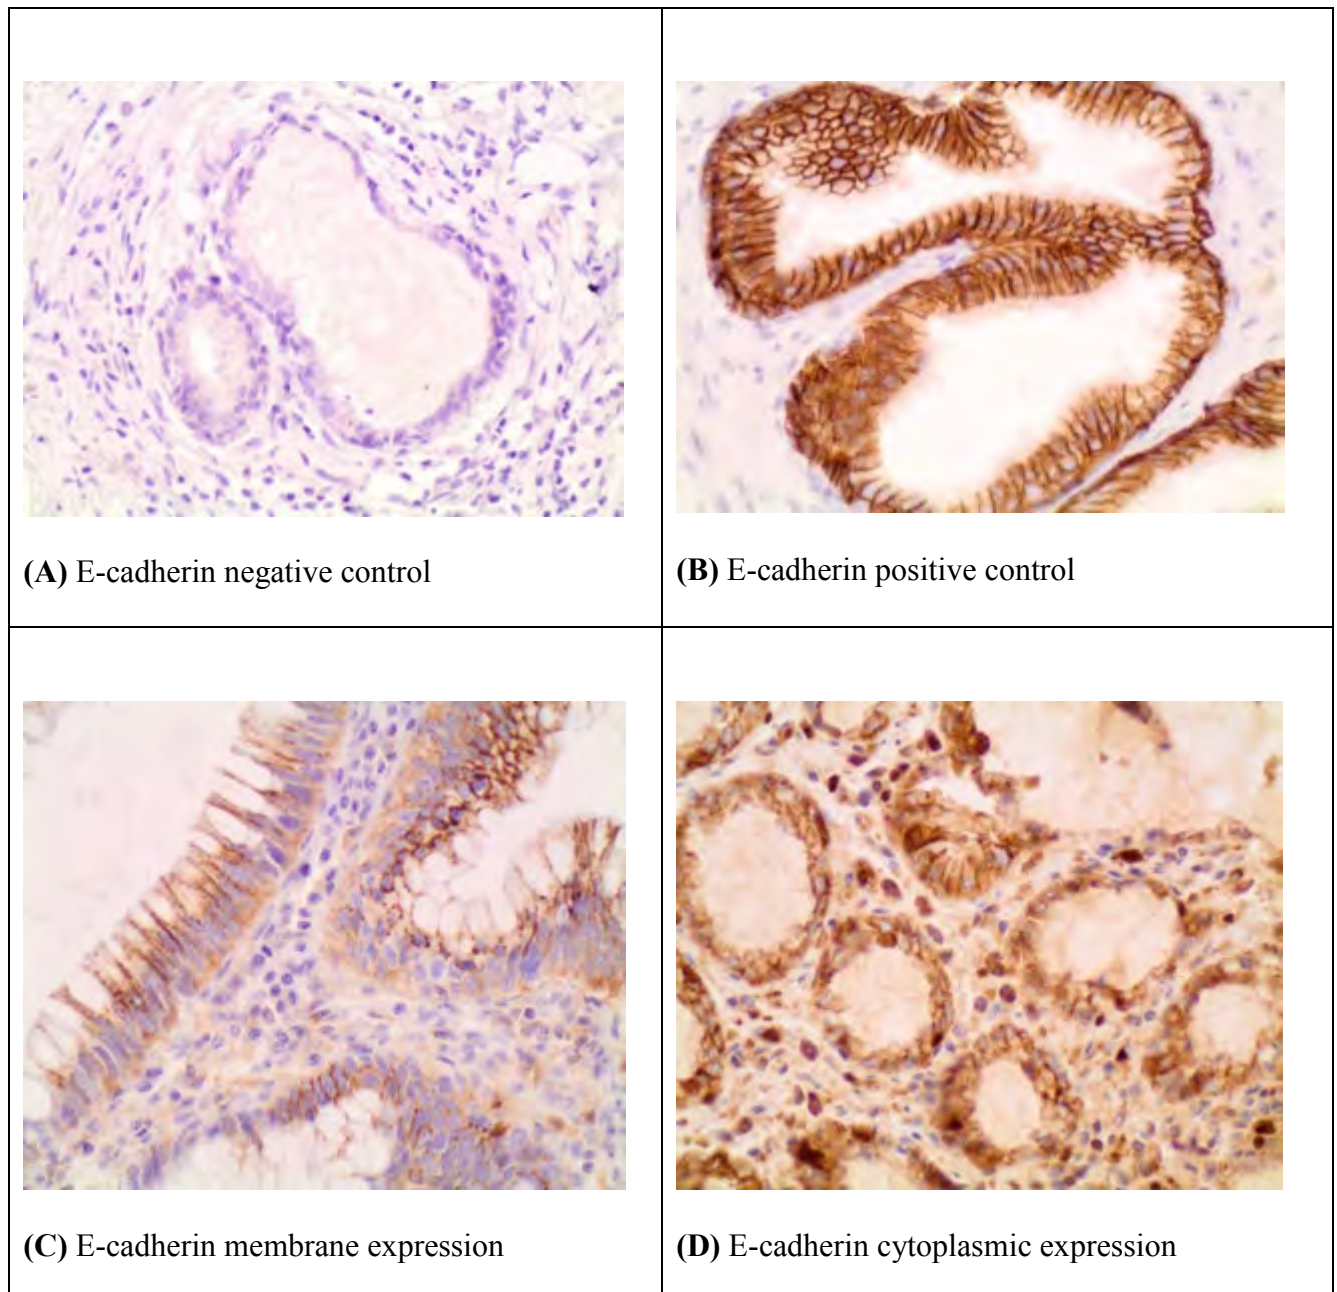 (A) E-cadherin negative control
(B) E-cadherin positive control
(C) E-cadherin membrane expression
(D) E-cadherin cytoplasmic expression